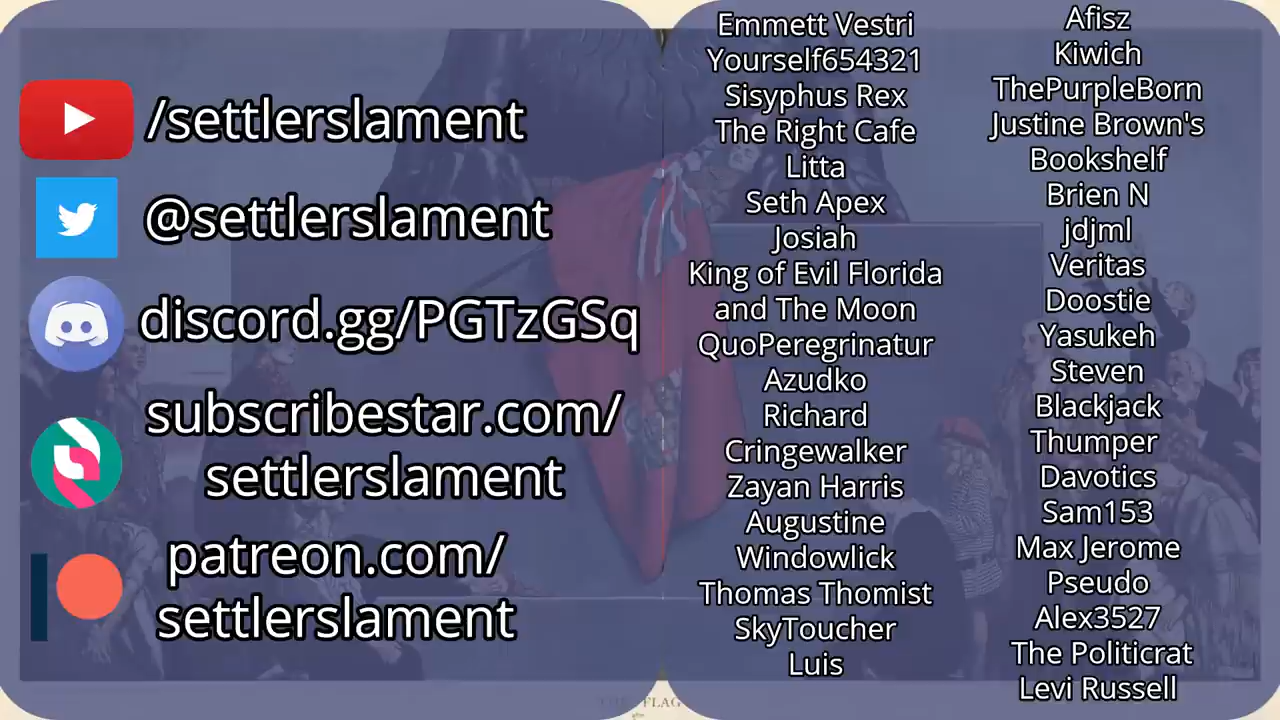 /settlerslament
@settlerslament
discord.gg/PGTzGSq
subscribestar.com/
settlerslament
patreon.com/
settlerslament
Emmett Vestri
Yourself654321
Sisyphus Rex
The Right Cafe
Litta
Seth Apex
Josiah
King of Evil Florida
and The Moon
QuoPeregrinatur
Azudko
Richard
Cringewalker
Zayan Harris
Augustine
Windowlick
Thomas Thomist
SkyToucher
Luis
Afisz
Kiwich
ThePurpleBorn
Justine Brown's
Bookshelf
Brien N
jdjml
Veritas
Doostie
Yasukeh
Steven
Blackjack
Thumper
Davotics
Sam153
Max Jerome
Pseudo
Alex3527
The Politicrat
Levi Russell
FLAG